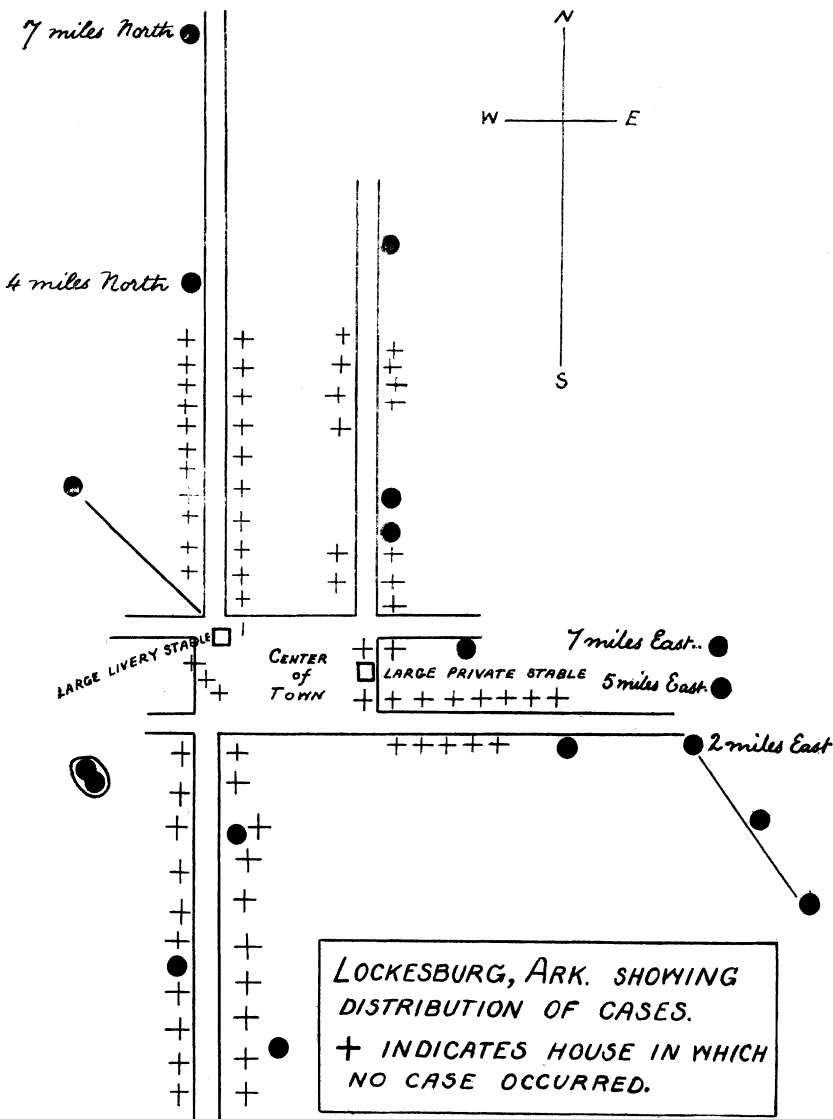 7 miles North
N
W E
4 miles North
S
LARGE LIVERY STABLE
CENTER
of
TOWN
7 miles East..
LARGE PRIVATE STABLE
5 miles East
2 miles East
LOCKESBURG, ARK. SHOWING
DISTRIBUTION OF CASES.
+ INDICATES HOUSE IN WHICH
NO CASE OCCURRED.